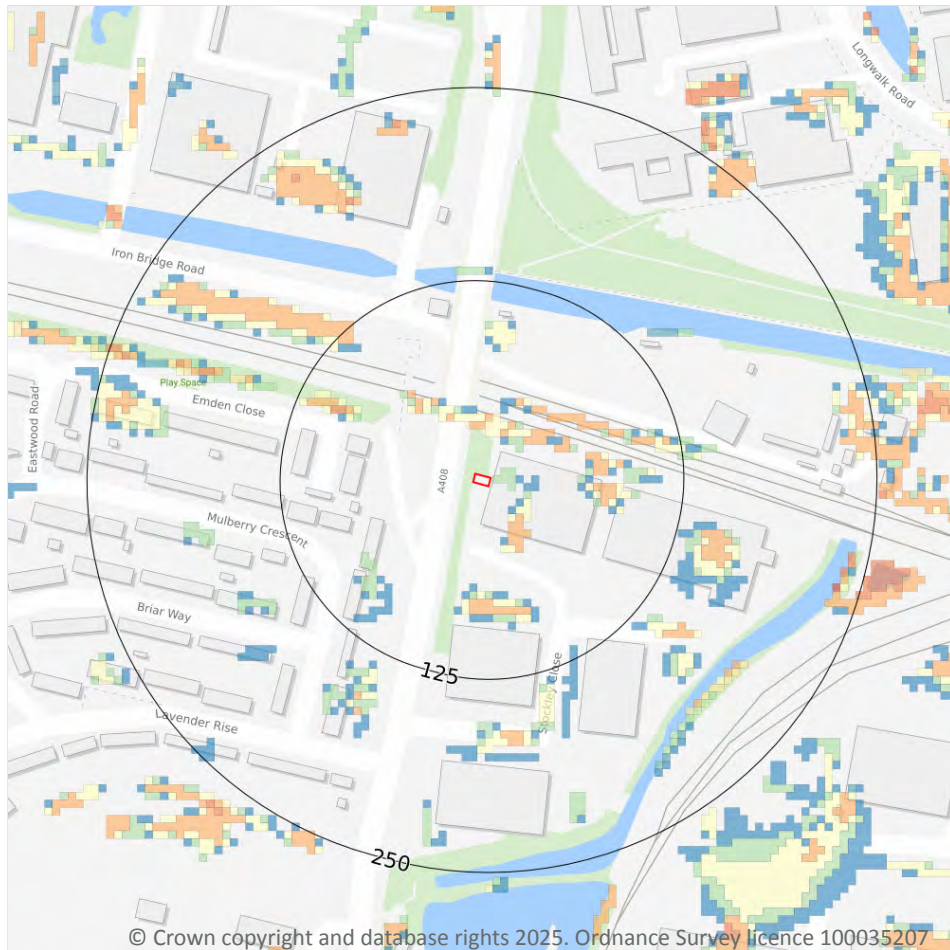 Longwalk Road
Iron Bridge Road
Play Space
Emden Close
Eastwood Road
A408
Mulberry Crescent
Briar Way
125
Stockley Close
Lavender Rise
250
© Crown copyright and database rights 2025. Ordnance Survey licence 100035207